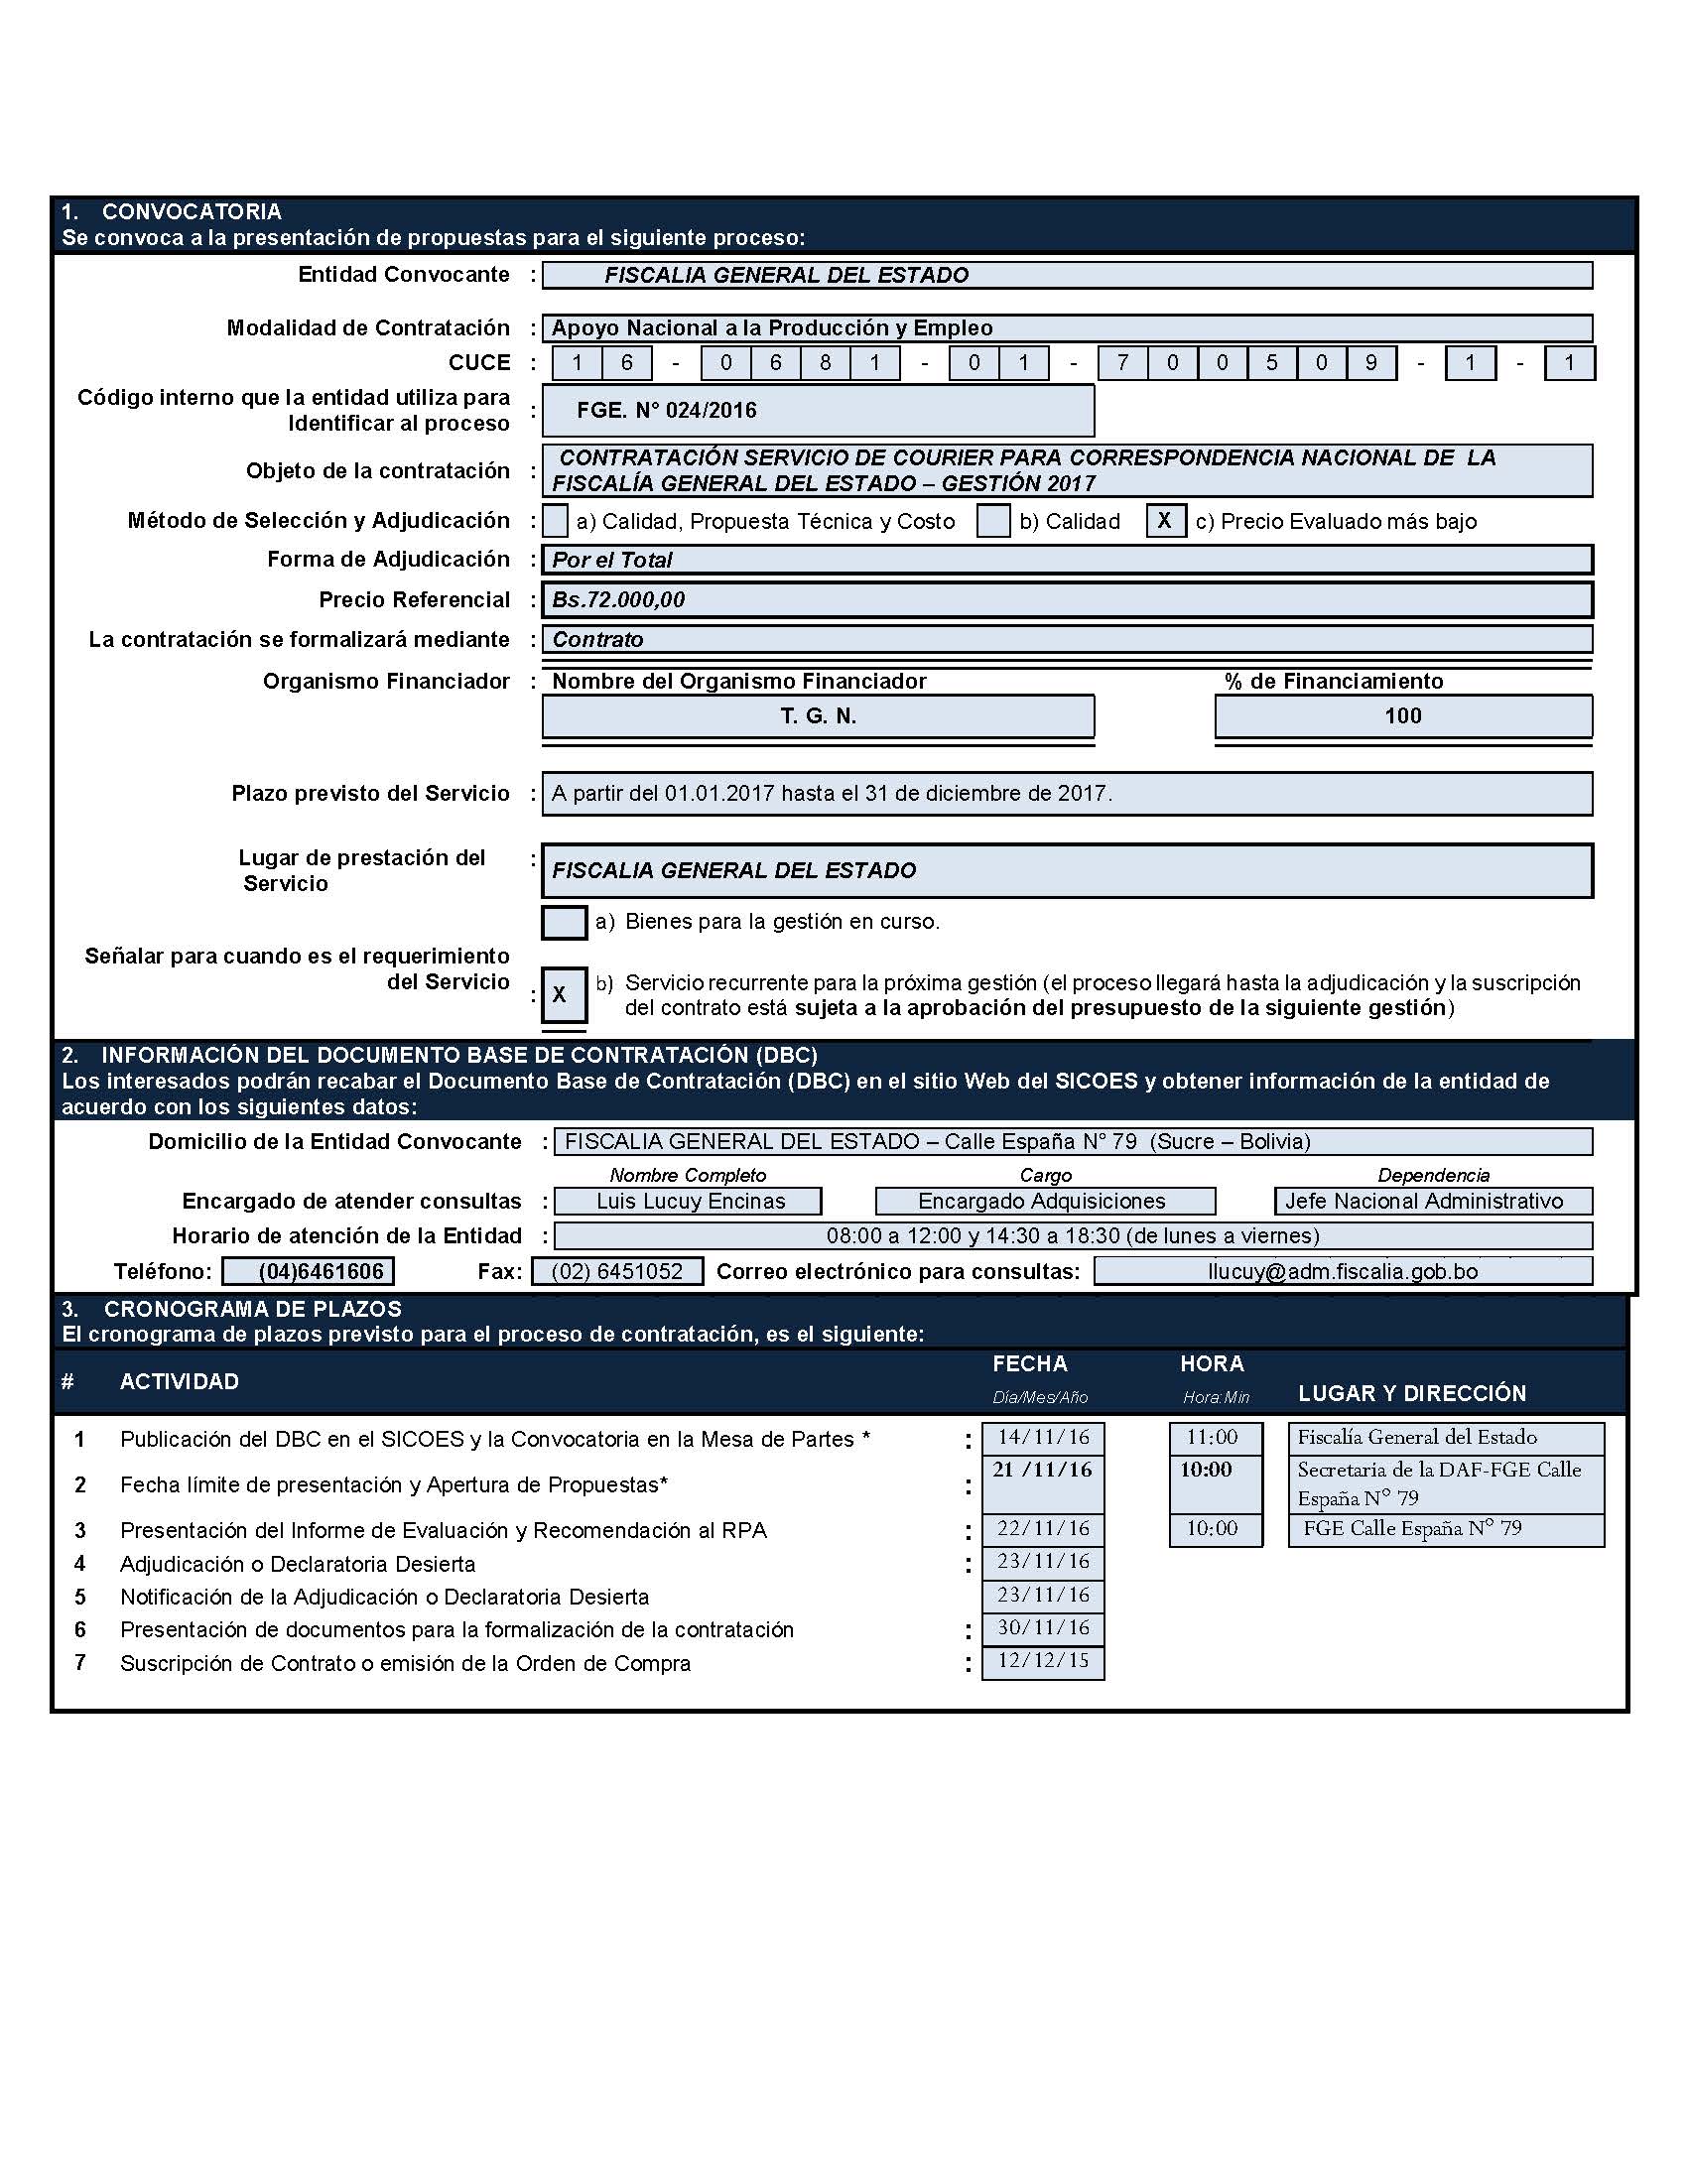 1. CONVOCATORIA
Se convoca a la presentación de propuestas para el siguiente proceso:
Entidad Convocante : FISCALIA GENERAL DEL ESTADO
Modalidad de Contratación : Apoyo Nacional a la Producción y Empleo
CUCE : 1 6 - 0 6 8 1 - 0 1 - 7 0 0 5 0 9 - 1 - 1
Código interno que la entidad utiliza para
Identificar al proceso : FGE. N° 024/2016
Objeto de la contratación : CONTRATACIÓN SERVICIO DE COURIER PARA CORRESPONDENCIA NACIONAL DE LA
FISCALÍA GENERAL DEL ESTADO – GESTIÓN 2017
Método de Selección y Adjudicación : a) Calidad, Propuesta Técnica y Costo b) Calidad X c) Precio Evaluado más bajo
Forma de Adjudicación : Por el Total
Precio Referencial : Bs.72.000,00
La contratación se formalizará mediante : Contrato
Organismo Financiador : Nombre del Organismo Financiador % de Financiamiento
T. G. N. 100
Plazo previsto del Servicio : A partir del 01.01.2017 hasta el 31 de diciembre de 2017.
Lugar de prestación del
Servicio : FISCALIA GENERAL DEL ESTADO
a) Bienes para la gestión en curso.
Señalar para cuando es el requerimiento
del Servicio : X b) Servicio recurrente para la próxima gestión (el proceso llegará hasta la adjudicación y la suscripción
del contrato está sujeta a la aprobación del presupuesto de la siguiente gestión)
2. INFORMACIÓN DEL DOCUMENTO BASE DE CONTRATACIÓN (DBC)
Los interesados podrán recabar el Documento Base de Contratación (DBC) en el sitio Web del SICOES y obtener información de la entidad de
acuerdo con los siguientes datos:
Domicilio de la Entidad Convocante : FISCALIA GENERAL DEL ESTADO – Calle España N° 79 (Sucre – Bolivia)
Nombre Completo Cargo Dependencia
Encargado de atender consultas : Luis Lucuy Encinas Encargado Adquisiciones Jefe Nacional Administrativo
Horario de atención de la Entidad : 08:00 a 12:00 y 14:30 a 18:30 (de lunes a viernes)
Teléfono: (04)6461606 Fax: (02) 6451052 Correo electrónico para consultas: llucuy@adm.fiscalia.gob.bo
3. CRONOGRAMA DE PLAZOS
El cronograma de plazos previsto para el proceso de contratación, es el siguiente:
# ACTIVIDAD FECHA HORA LUGAR Y DIRECCIÓN
Día/Mes/Año Hora:Min
1 Publicación del DBC en el SICOES y la Convocatoria en la Mesa de Partes * : 14/11/16 11:00 Fiscalía General del Estado
2 Fecha límite de presentación y Apertura de Propuestas* : 21 /11/16 10:00 Secretaria de la DAF-FGE Calle
España N° 79
3 Presentación del Informe de Evaluación y Recomendación al RPA : 22/11/16 10:00 FGE Calle España N° 79
4 Adjudicación o Declaratoria Desierta : 23/11/16
5 Notificación de la Adjudicación o Declaratoria Desierta 23/11/16
6 Presentación de documentos para la formalización de la contratación : 30/11/16
7 Suscripción de Contrato o emisión de la Orden de Compra : 12/12/15